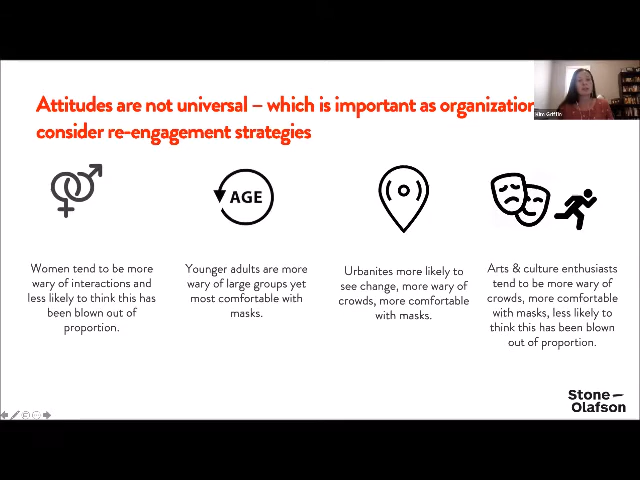 Attitudes are not universal – which is important as organization
consider re-engagement strategies
Kim Griffin
AGE
Women tend to be more
wary of interactions and
less likely to think this has
been blown out of
proportion.
Younger adults are more
wary of large groups yet
most comfortable with
masks.
Urbanites more likely to
see change, more wary of
crowds, more comfortable
with masks.
Arts & culture enthusiasts
tend to be more wary of
crowds, more comfortable
with masks, less likely to
think this has been blown
out of proportion.
Stone–
Olafson